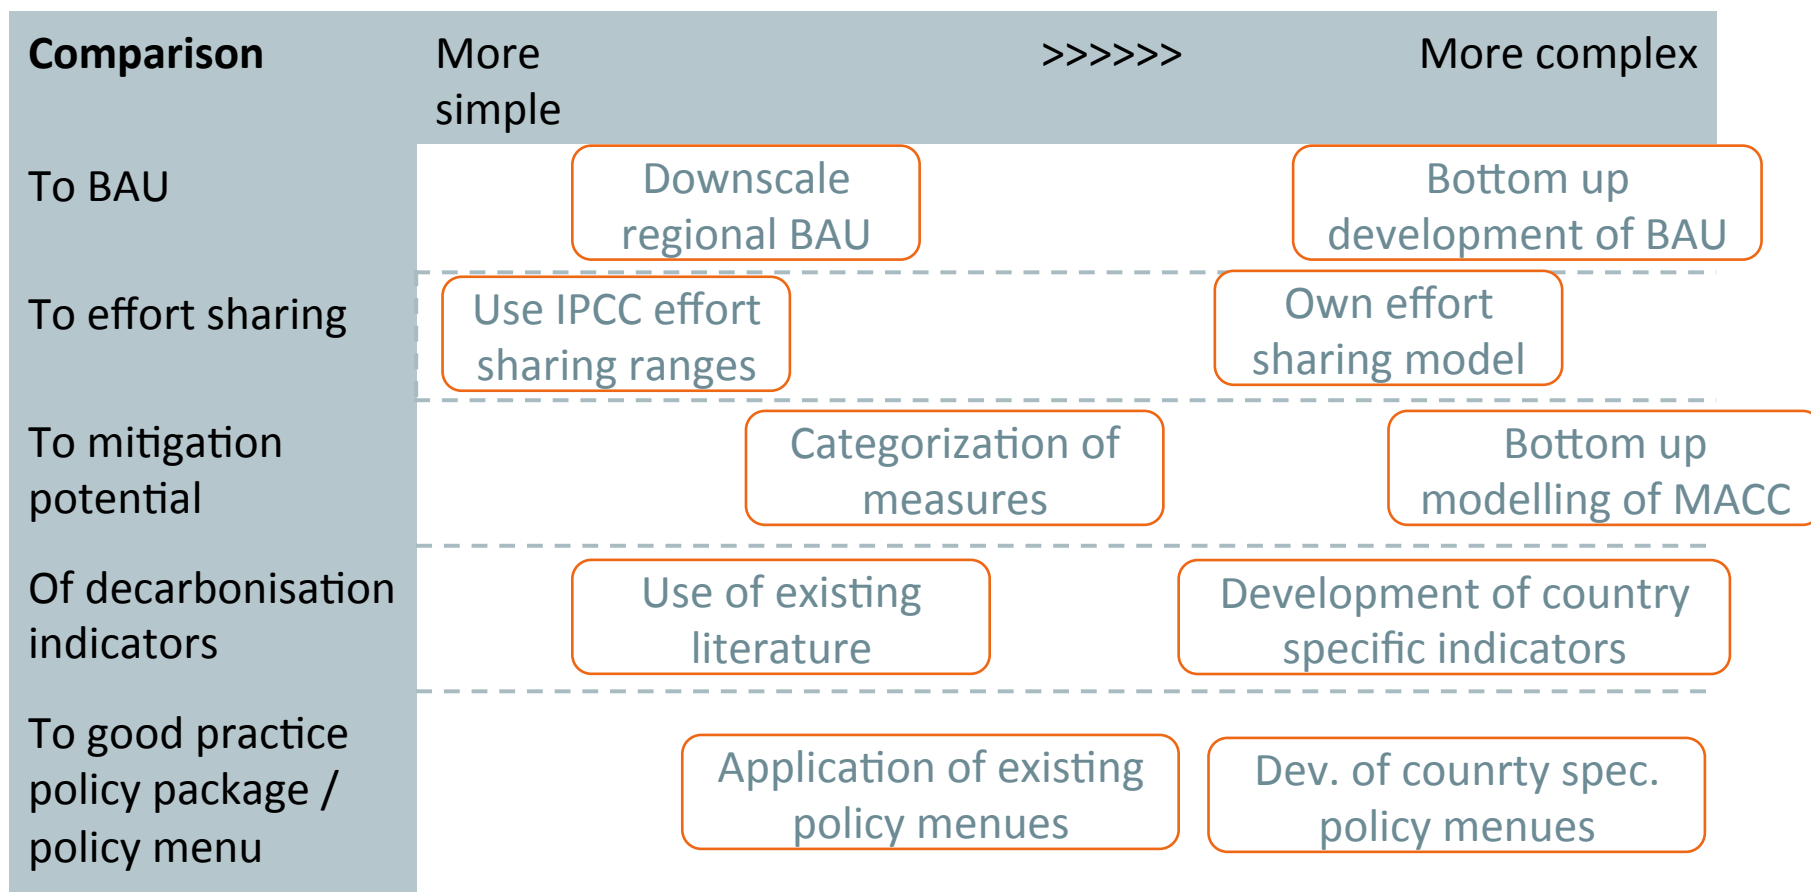 Comparison
More
simple
>>>>>>
More complex
To BAU
Downscale
regional BAU
Bottom up
development of BAU
To effort sharing
Use IPCC effort
sharing ranges
Own effort
sharing model
To mitigation
potential
Categorization of
measures
Bottom up
modelling of MACC
Of decarbonisation
indicators
Use of existing
literature
Development of country
specific indicators
To good practice
policy package /
policy menu
Application of existing
policy menues
Dev. of counrty spec.
policy menues